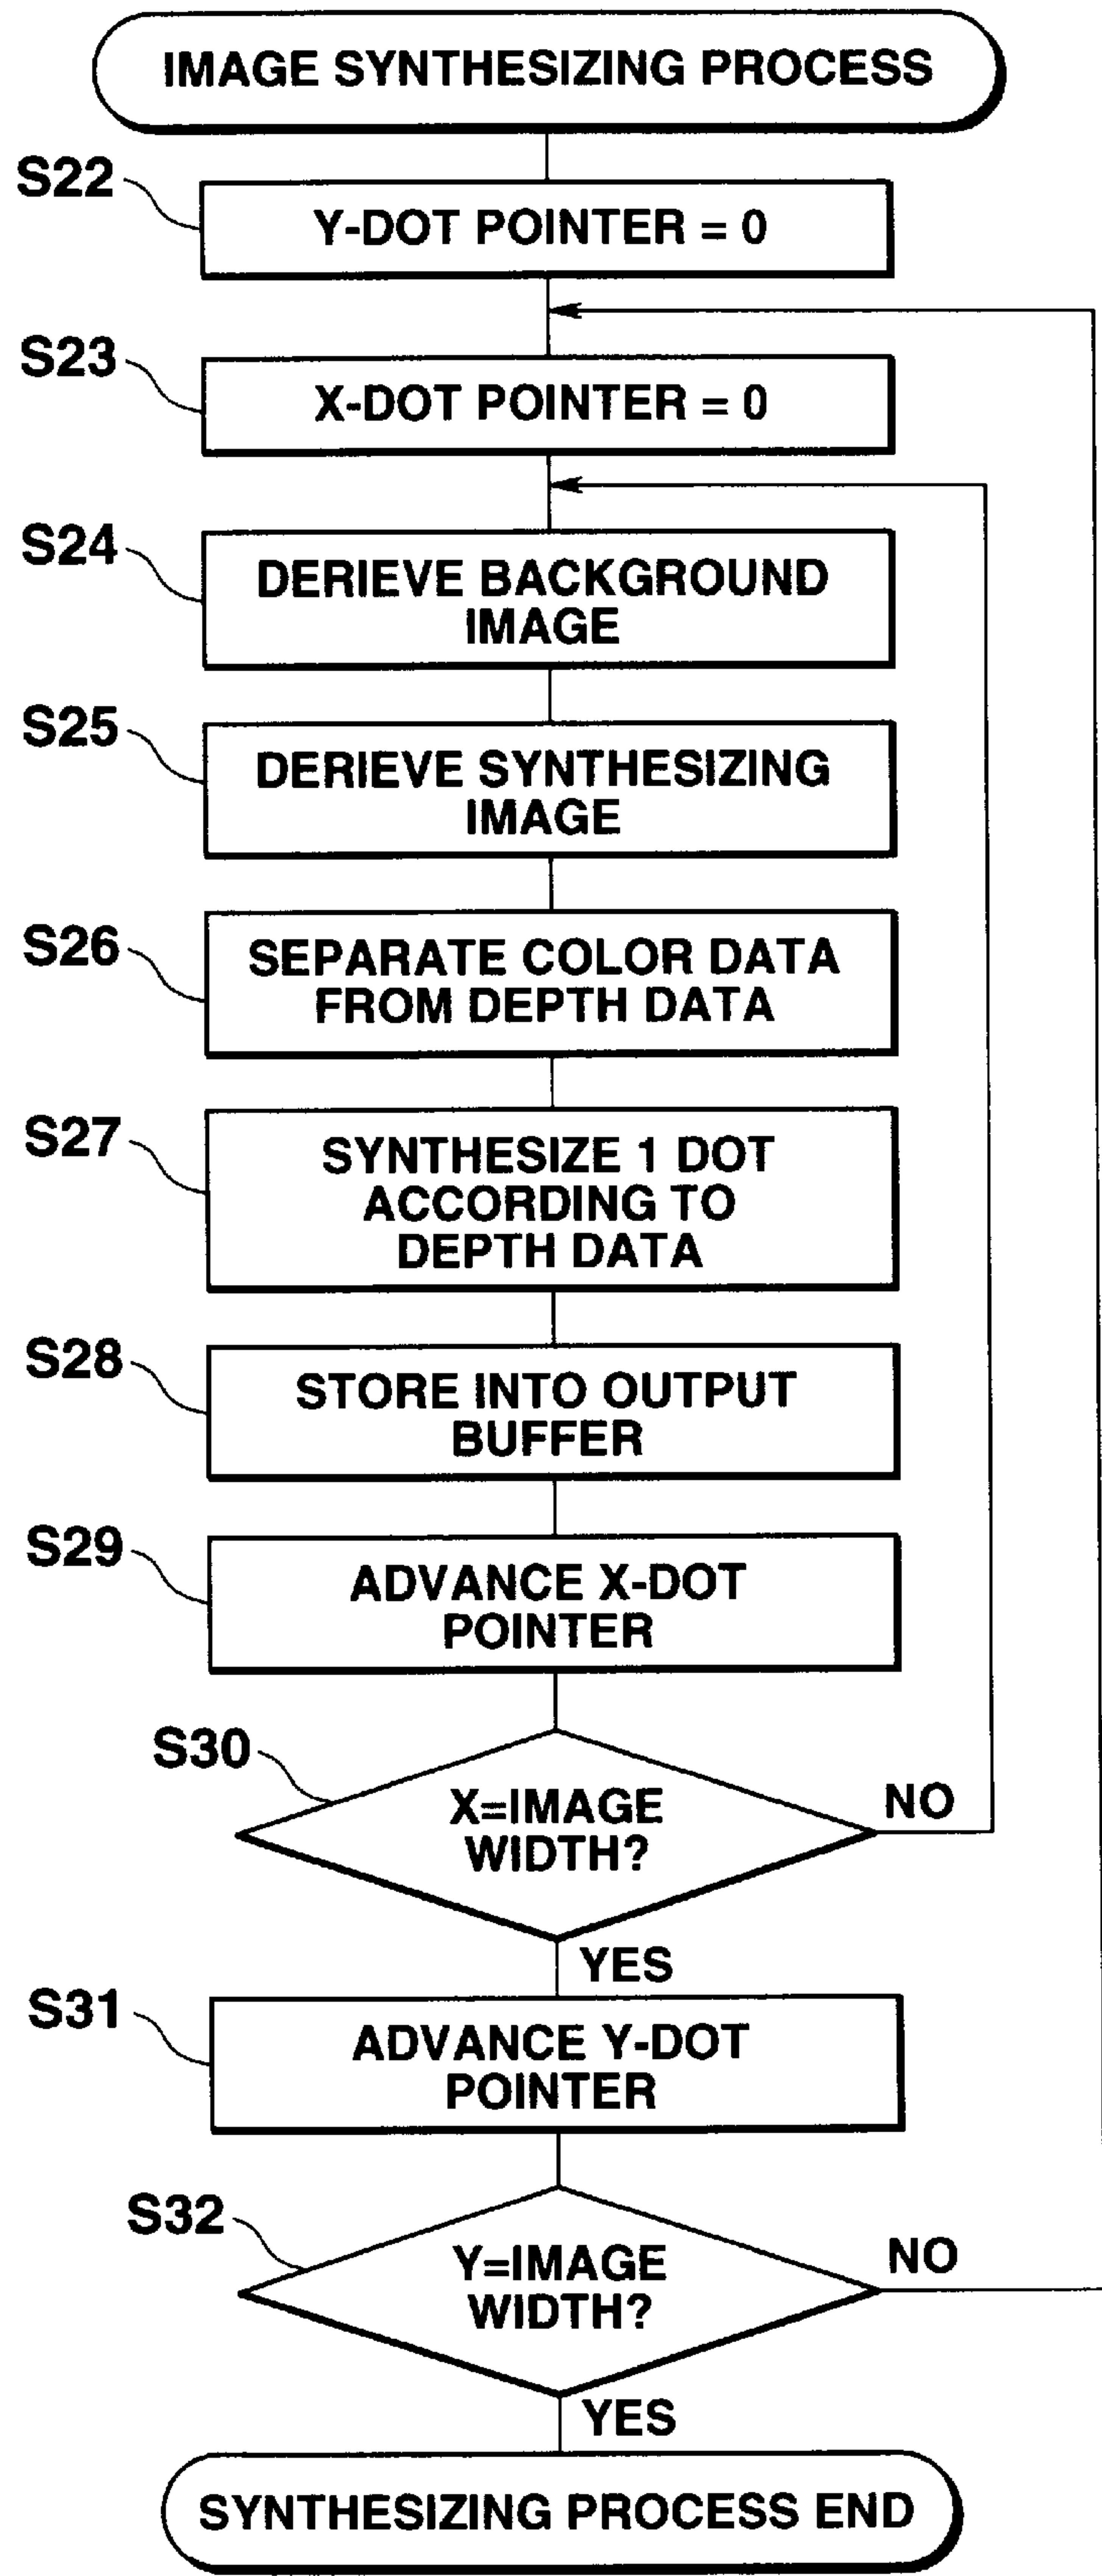 IMAGE SYNTHESIZING PROCESS
S22
Y-DOT POINTER = 0
S23
X-DOT POINTER = 0
S24
DERIEVE BACKGROUND
IMAGE
S25
DERIEVE SYNTHESIZING
IMAGE
S26
SEPARATE COLOR DATA
FROM DEPTH DATA
S27
SYNTHESIZE 1 DOT
ACCORDING TO
DEPTH DATA
S28
STORE INTO OUTPUT
BUFFER
S29
ADVANCE X-DOT
POINTER
S30
X=IMAGE
WIDTH?
NO
YES
S31
ADVANCE Y-DOT
POINTER
S32
Y=IMAGE
WIDTH?
NO
YES
SYNTHESIZING PROCESS END